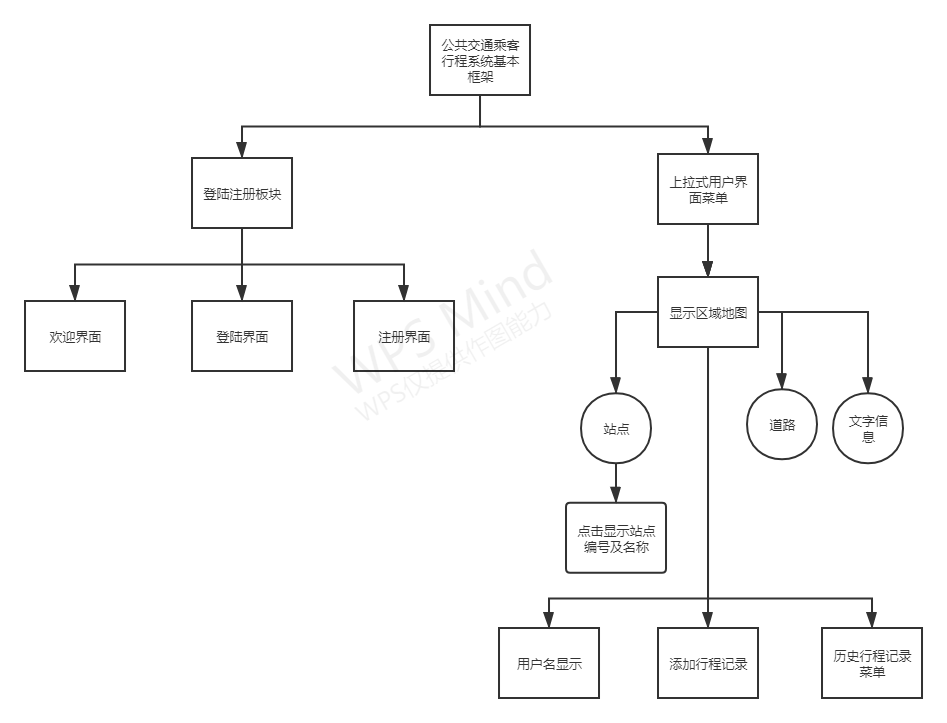 公共交通乘客
行程系统基本
框架
登陆注册板块
上拉式用户界
面菜单
欢迎界面
登陆界面
注册界面
显示区域地图
站点
道路
文字信
息
点击显示站点
编号及名称
用户名显示
添加行程记录
历史行程记录
菜单
WPS Mind
WPS仅提供作图能力